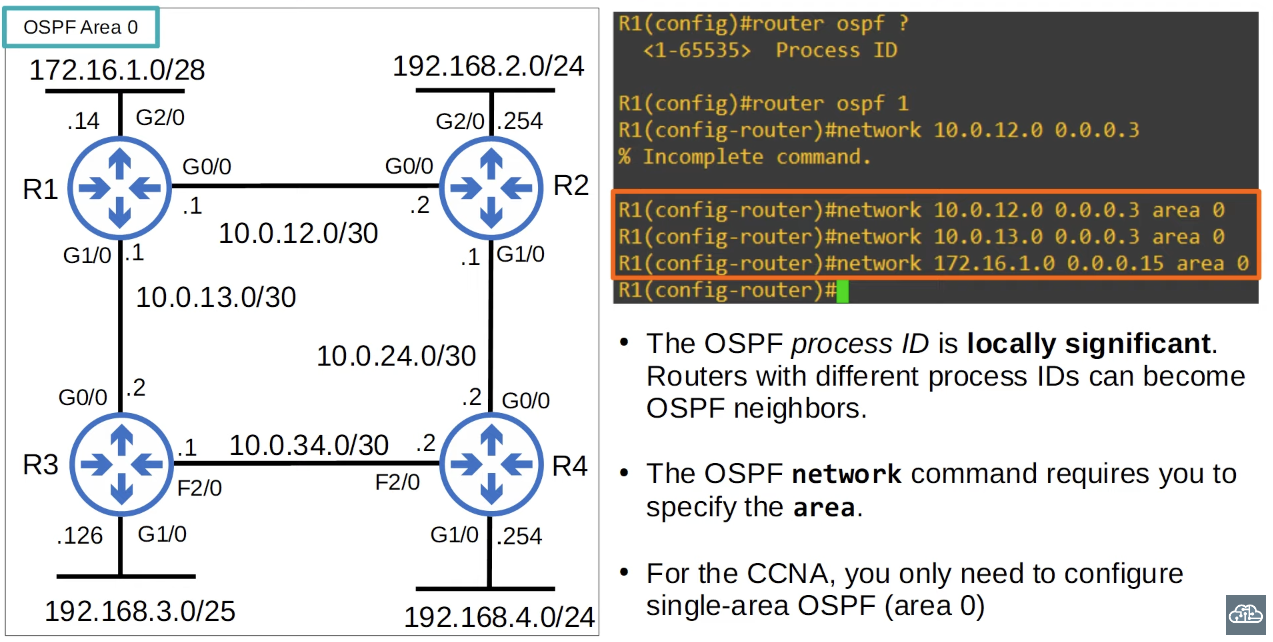 OSPF Area 0
172.16.1.0/28
192.168.2.0/24
.14
G2/0
G2/0
.254
R1
G0/0
G0/0
R2
.1
.2
10.0.12.0/30
G1/0
.1
.1
G1/0
10.0.13.0/30
10.0.24.0/30
G0/0
.2
.2
G0/0
R3
.1
10.0.34.0/30
.2
R4
F2/0
F2/0
.126
G1/0
G1/0
.254
192.168.3.0/25
192.168.4.0/24
R1(config)#router ospf ?
<1-65535>  Process ID
R1(config)#router ospf 1
R1(config-router)#network 10.0.12.0 0.0.0.3
% Incomplete command.
R1(config-router)#network 10.0.12.0 0.0.0.3 area 0
R1(config-router)#network 10.0.13.0 0.0.0.3 area 0
R1(config-router)#network 172.16.1.0 0.0.0.15 area 0
R1(config-router)#
• The OSPF process ID is locally significant.
Routers with different process IDs can become
OSPF neighbors.
• The OSPF network command requires you to
specify the area.
• For the CCNA, you only need to configure
single-area OSPF (area 0)